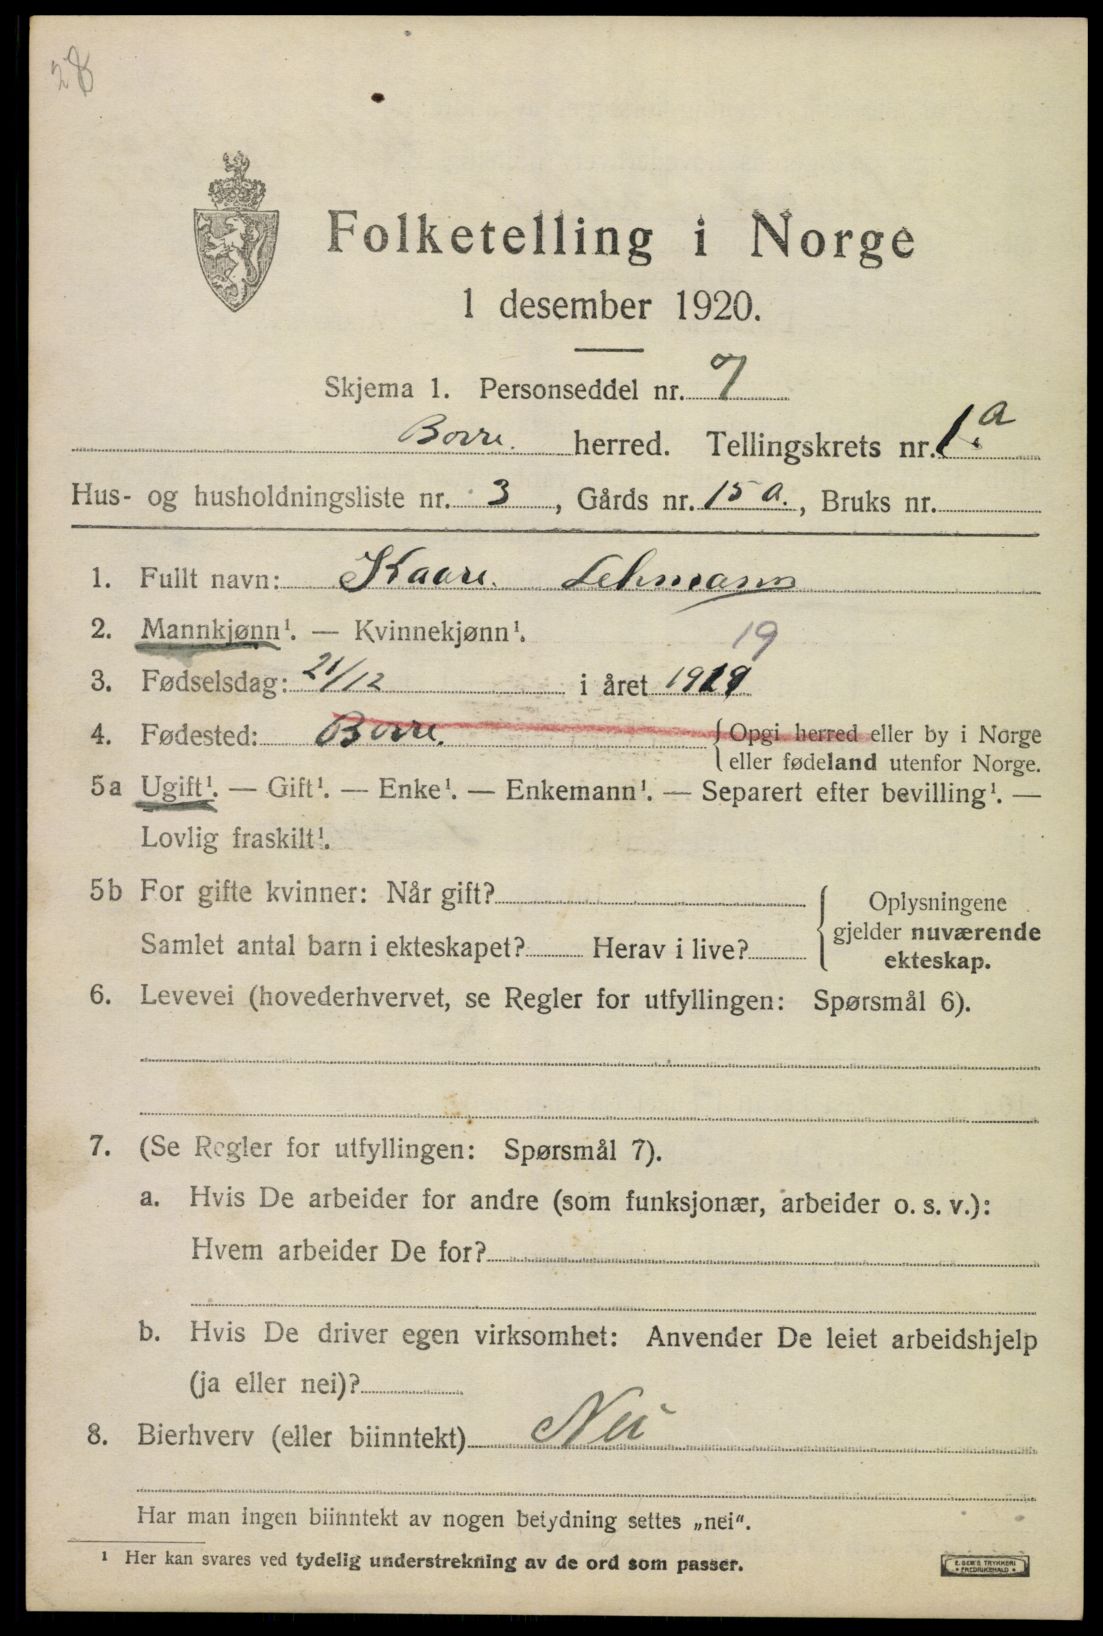 28
Folketelling i Norge
1 desember 1920.
Skjema 1. Personseddel nr. 7
Borre. herred. Tellingskrets nr. 1.a
Hus- og husholdningsliste nr. 3, Gårds nr. 15 a., Bruks nr.
1. Fullt navn: Kaare. Lehmann
2. Mannkjønn¹. — Kvinnekjønn¹.
19
3. Fødselsdag: 21/12 i året 1919
4. Fødested: Borre. { Opgi herred eller by i Norge
eller fødeland utenfor Norge.
5a Ugift¹. — Gift¹. — Enke¹. — Enkemann¹. — Separert efter bevilling¹. —
Lovlig fraskilt¹.
5b For gifte kvinner: Når gift?
Samlet antal barn i ekteskapet? Herav i live?
{ Oplysningene
gjelder nuværende
ekteskap.
6. Levevei (hovederhvervet, se Regler for utfyllingen: Spørsmål 6).
7. (Se Regler for utfyllingen: Spørsmål 7).
a. Hvis De arbeider for andre (som funksjonær, arbeider o. s. v.):
Hvem arbeider De for?
b. Hvis De driver egen virksomhet: Anvender De leiet arbeidshjelp
(ja eller nei)?
8. Bierhverv (eller biinntekt) Nei
Har man ingen biinntekt av nogen betydning settes „nei“.
¹ Her kan svares ved tydelig understrekning av de ord som passer.
E. SEM'S TRYKKERI
• FREDRIKSHALD •